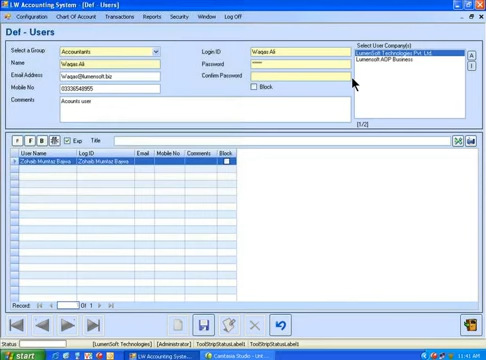 LW Accounting System - [Def - Users]
Configuration Chart Of Account Transactions Reports Security Window Log Off
Def - Users
Select a Group Accountants
Name Waqas Ali
Email Address Waqas@lumensoft.biz
Mobile No 03336548955
Comments Acounts user
Login ID Waqas Ali
Password *****
Confirm Password
Block
Select User Company(s)
LumenSoft Technologies Pvt. Ltd.
Lumensoft AOP Business
A
I
[1/2]
F B Exp Title
User Name Log ID Email Mobile No Comments Block
Zohaib Mumtaz Bajwa Zohaib Mumtaz Bajwa
Record: Of 1
Status [LumenSoft Technologies] [Administrator] ToolStripStatusLabel1 ToolStripStatusLabel1
start LW Accounting Syste... Camtasia Studio - Unt... 11:41 AM